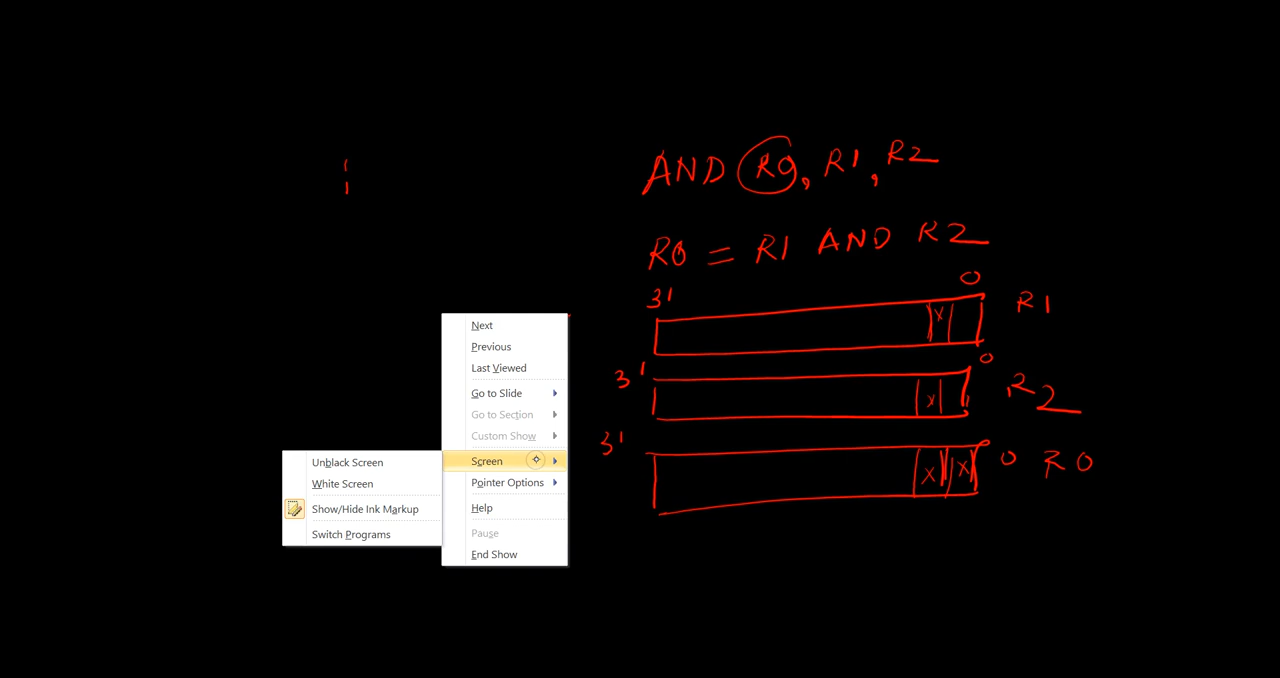 AND R0, R1, R2
R0 = R1 AND R2
31 0 R1
31 0 R2
31 0 R0
Next
Previous
Last Viewed
Go to Slide
Go to Section
Custom Show
Screen
Pointer Options
Help
Pause
End Show
Unblack Screen
White Screen
Show/Hide Ink Markup
Switch Programs
X
X
X X